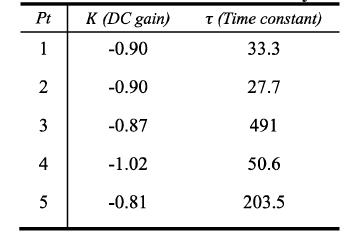 Pt K (DC gain) τ (Time constant)
1 -0.90 33.3
2 -0.90 27.7
3 -0.87 491
4 -1.02 50.6
5 -0.81 203.5